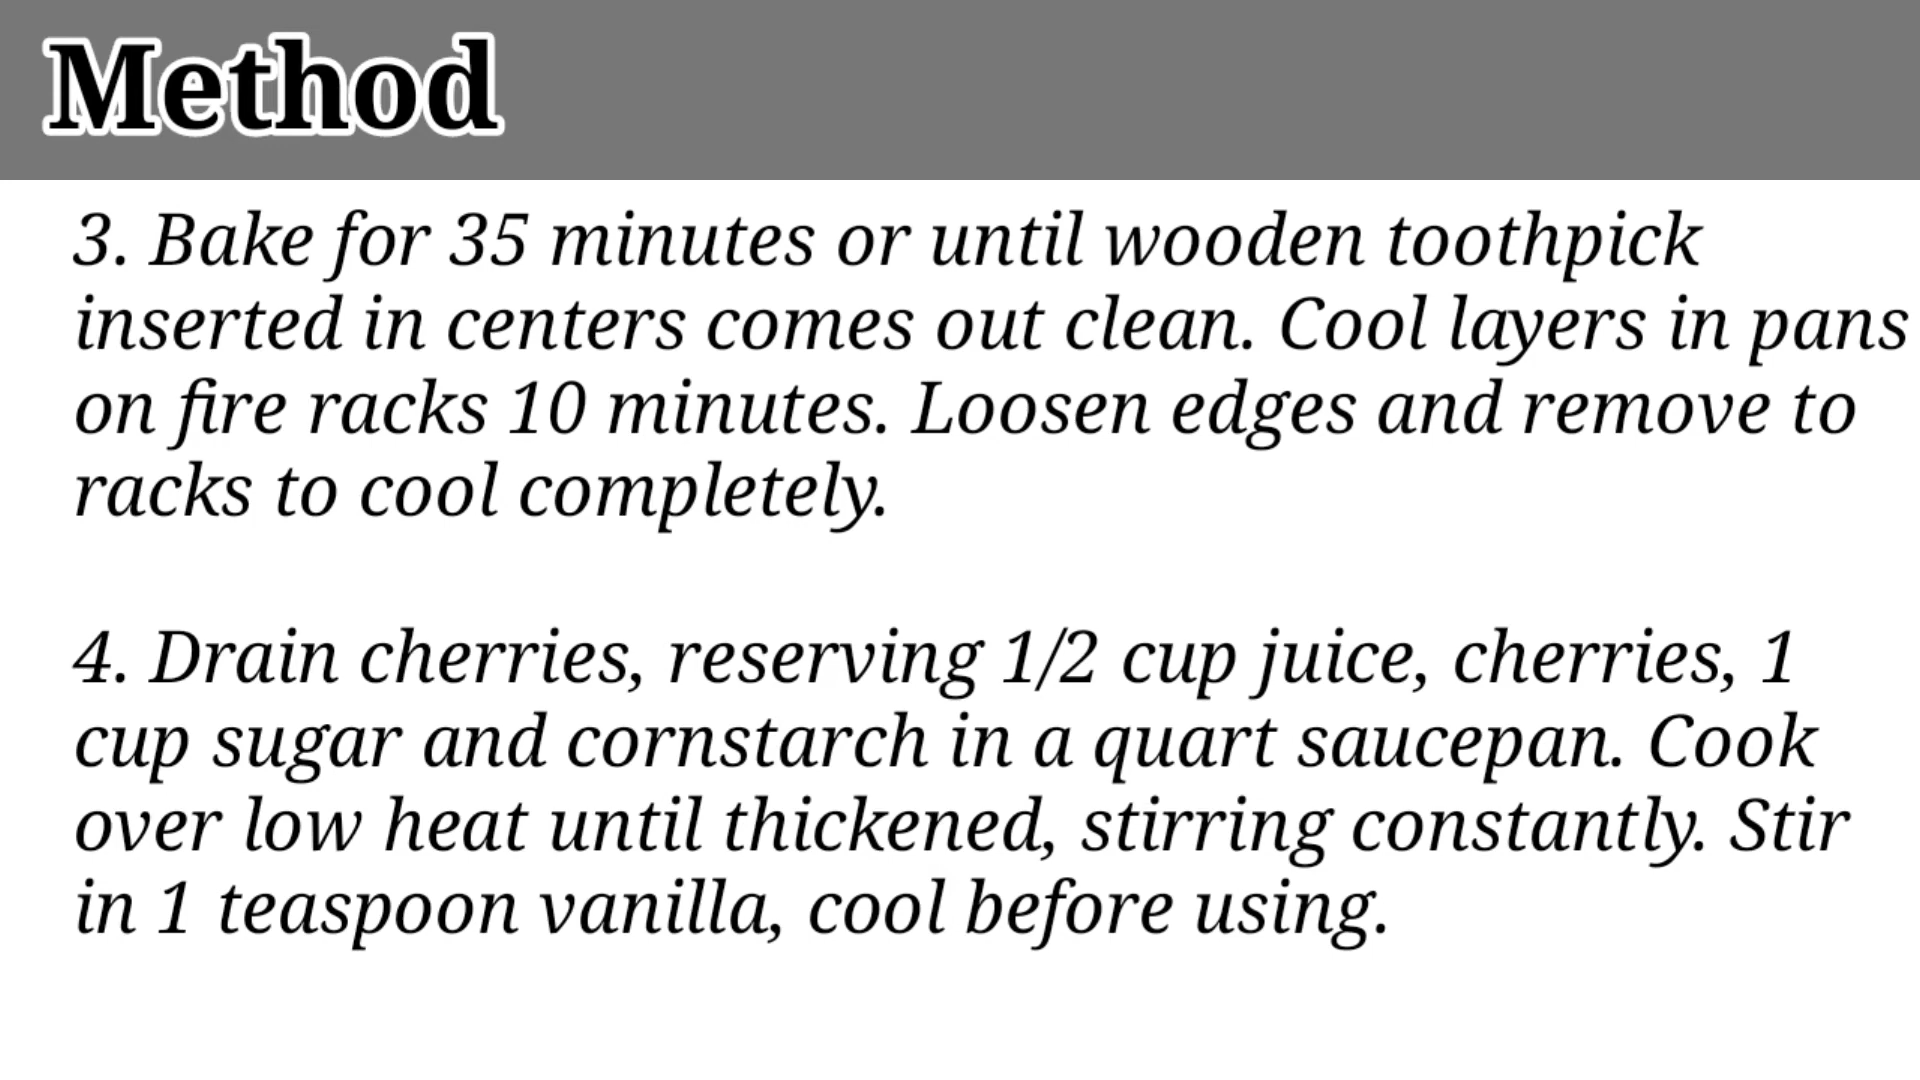 Method
3. Bake for 35 minutes or until wooden toothpick
inserted in centers comes out clean. Cool layers in pans
on fire racks 10 minutes. Loosen edges and remove to
racks to cool completely.
4. Drain cherries, reserving 1/2 cup juice, cherries, 1
cup sugar and cornstarch in a quart saucepan. Cook
over low heat until thickened, stirring constantly. Stir
in 1 teaspoon vanilla, cool before using.